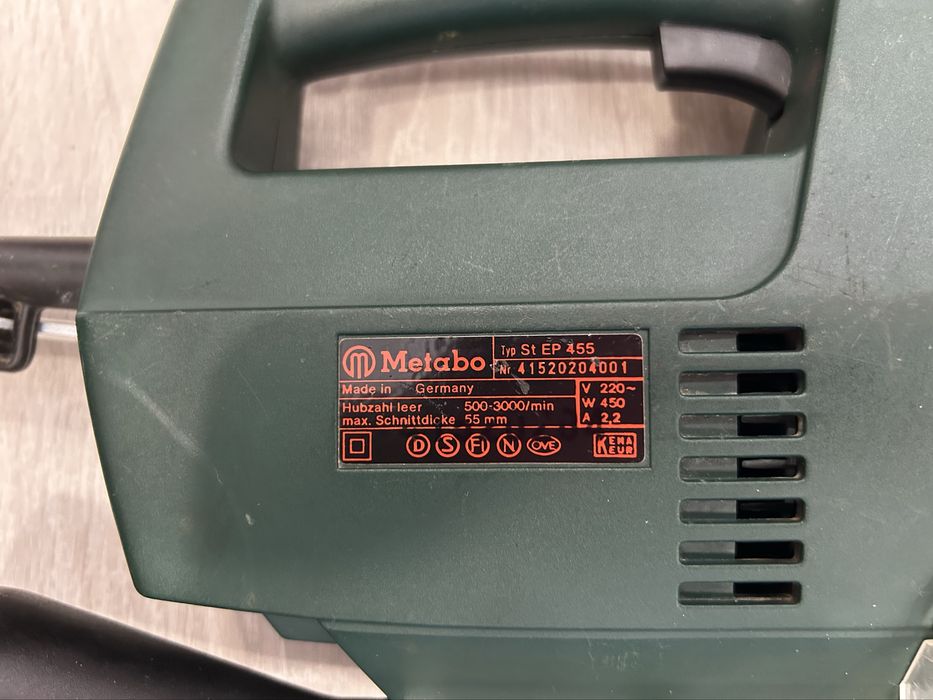 Metabo
Typ St EP 455
Nr 41520204001
Made in Germany
Hubzahl leer 500-3000/min
max. Schnittdicke 55 mm
V 220~
W 450
A 2,2
D S FI N OVE
KEMA
KEUR